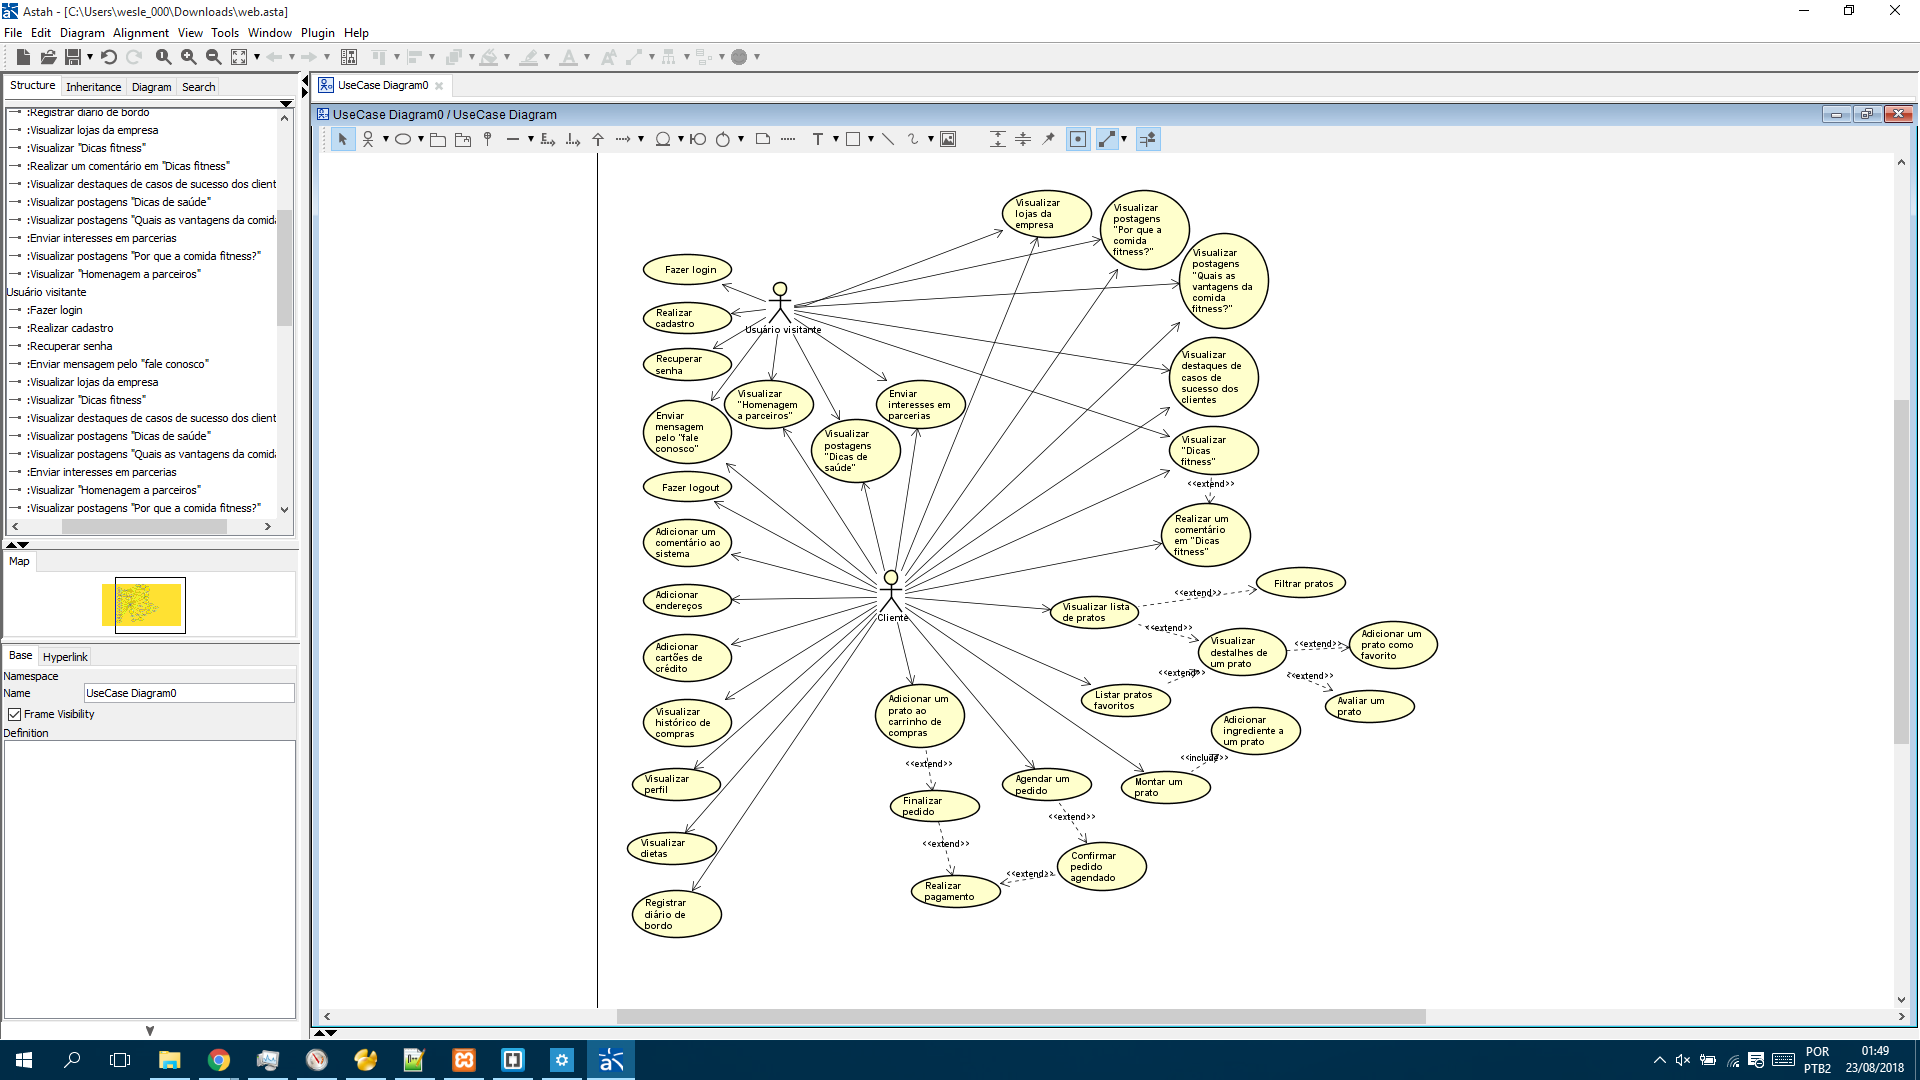 Astah - [C:\Users\wesle_000\Downloads\web.asta]
File Edit Diagram Alignment View Tools Window Plugin Help
Structure Inheritance Diagram Search
:Registrar diário de bordo
:Visualizar lojas da empresa
:Visualizar "Dicas fitness"
:Realizar um comentário em "Dicas fitness"
:Visualizar destaques de casos de sucesso dos client
:Visualizar postagens "Dicas de saúde"
:Visualizar postagens "Quais as vantagens da comida
:Enviar interesses em parcerias
:Visualizar postagens "Por que a comida fitness?"
:Visualizar "Homenagem a parceiros"
Usuário visitante
:Fazer login
:Realizar cadastro
:Recuperar senha
:Enviar mensagem pelo "fale conosco"
:Visualizar lojas da empresa
:Visualizar "Dicas fitness"
:Visualizar destaques de casos de sucesso dos client
:Visualizar postagens "Dicas de saúde"
:Visualizar postagens "Quais as vantagens da comida
:Enviar interesses em parcerias
:Visualizar "Homenagem a parceiros"
:Visualizar postagens "Por que a comida fitness?"
Map
Base Hyperlink
Namespace
Name UseCase Diagram0
Frame Visibility
Definition
UseCase Diagram0
UseCase Diagram0 / UseCase Diagram
Visualizar
lojas da
empresa
Visualizar
postagens
"Por que a
comida
fitness?"
Visualizar
postagens
"Quais as
vantagens da
comida
fitness?"
Fazer login
Realizar
cadastro
Usuário visitante
Recuperar
senha
Visualizar
destaques de
casos de
sucesso dos
clientes
Visualizar
"Homenagem
a parceiros"
Enviar
interesses em
parcerias
Enviar
mensagem
pelo "fale
conosco"
Visualizar
postagens
"Dicas de
saúde"
Visualizar
"Dicas
fitness"
<<extend>>
Fazer logout
Realizar um
comentário
em "Dicas
fitness"
Adicionar um
comentário ao
sistema
Filtrar pratos
<<extend>>
Adicionar
endereços
Cliente
Visualizar lista
de pratos
<<extend>>
Visualizar
destalhes de
um prato
<<extend>>
Adicionar um
prato como
favorito
Adicionar
cartões de
crédito
<<extend>>
<<extend>>
Listar pratos
favoritos
Avaliar um
prato
Adicionar um
prato ao
carrinho de
compras
Visualizar
histórico de
compras
Adicionar
ingrediente a
um prato
<<include>>
<<extend>>
Visualizar
perfil
Agendar um
pedido
Montar um
prato
Finalizar
pedido
<<extend>>
Visualizar
dietas
<<extend>>
Confirmar
pedido
agendado
<<extend>>
Realizar
pagamento
Registrar
diário de
bordo
POR
PTB2
01:49
23/08/2018